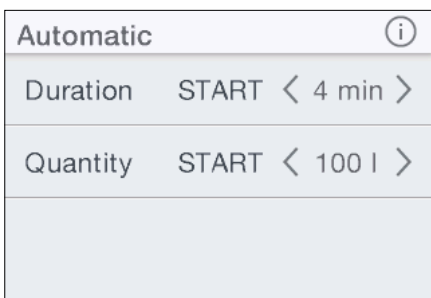 Automatic
Duration START < 4 min >
Quantity START < 100 l >